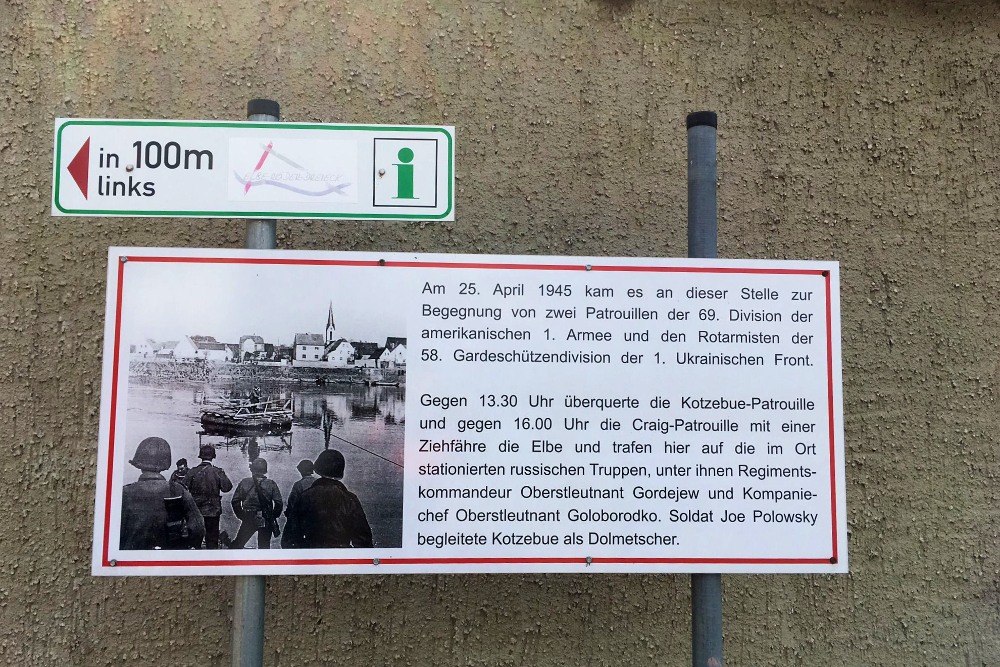 in 100m
links
i
Am 25. April 1945 kam es an dieser Stelle zur
Begegnung von zwei Patrouillen der 69. Division der
amerikanischen 1. Armee und den Rotarmisten der
58. Gardeschützendivision der 1. Ukrainischen Front.
Gegen 13.30 Uhr überquerte die Kotzebue-Patrouille
und gegen 16.00 Uhr die Craig-Patrouille mit einer
Ziehfähre die Elbe und trafen hier auf die im Ort
stationierten russischen Truppen, unter ihnen Regiments-
kommandeur Oberstleutnant Gordejew und Kompanie-
chef Oberstleutnant Goloborodko. Soldat Joe Polowsky
begleitete Kotzebue als Dolmetscher.